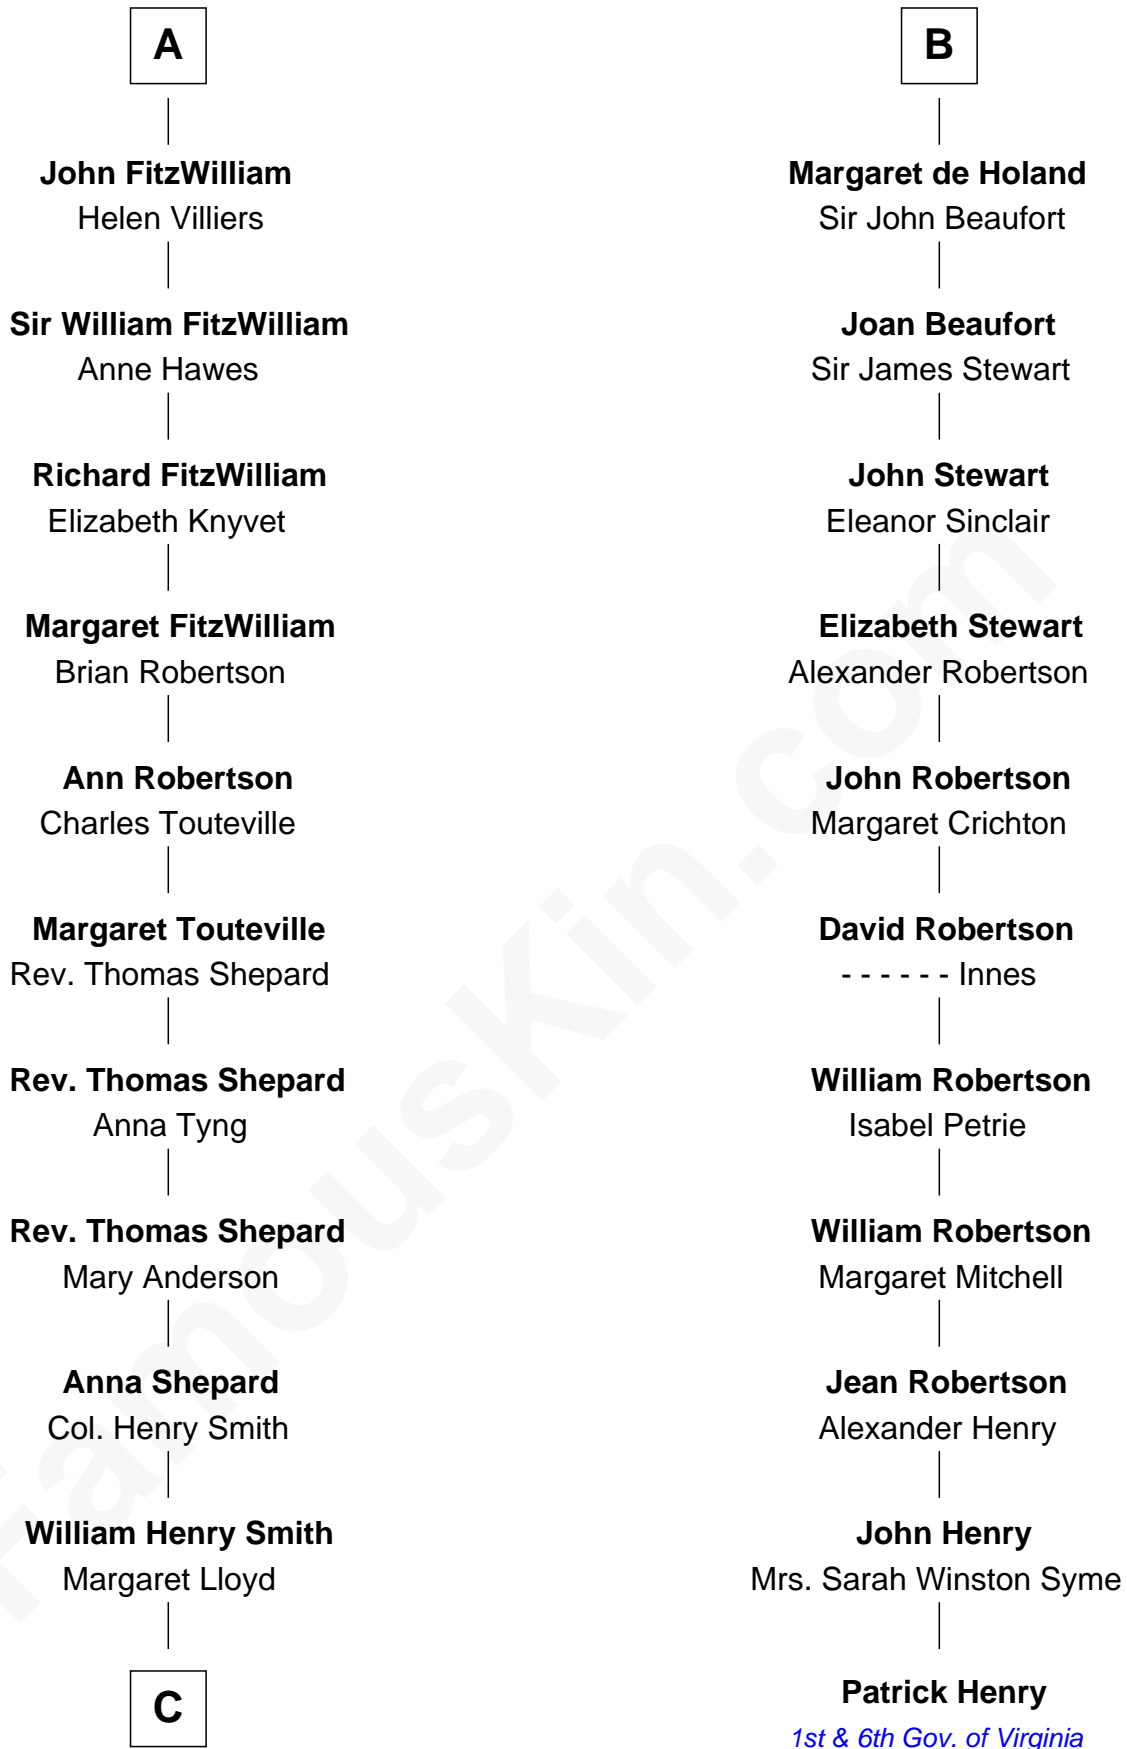 A
John FitzWilliam
Helen Villiers
Sir William FitzWilliam
Anne Hawes
Richard FitzWilliam
Elizabeth Knyvet
Margaret FitzWilliam
Brian Robertson
Ann Robertson
Charles Touteville
Margaret Touteville
Rev. Thomas Shepard
Rev. Thomas Shepard
Anna Tyng
Rev. Thomas Shepard
Mary Anderson
Anna Shepard
Col. Henry Smith
William Henry Smith
Margaret Lloyd
C
B
Margaret de Holand
Sir John Beaufort
Joan Beaufort
Sir James Stewart
John Stewart
Eleanor Sinclair
Elizabeth Stewart
Alexander Robertson
John Robertson
Margaret Crichton
David Robertson
- - - - - - Innes
William Robertson
Isabel Petrie
William Robertson
Margaret Mitchell
Jean Robertson
Alexander Henry
John Henry
Mrs. Sarah Winston Syme
Patrick Henry
1st & 6th Gov. of Virginia
FamousKin.com